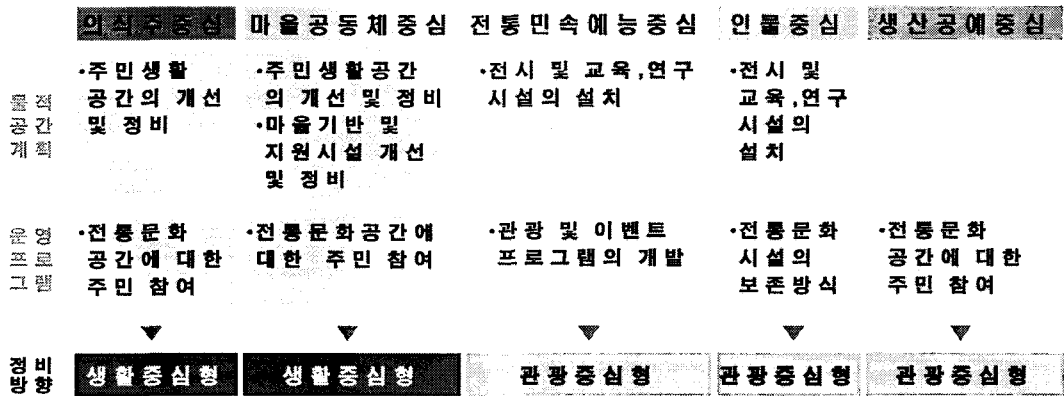 의식주중심 마을공동체중심 전통민속예능중심 인물중심 생산공예중심
물적
공간
계획
·주민생활
공간의 개선
및 정비
·주민생활공간
의 개선 및 정비
·마을기반 및
지원시설 개선
및 정비
·전시 및 교육,연구
시설의 설치
·전시 및
교육,연구
시설의
설치
운영
프로
그램
·전통문화
공간에 대한
주민 참여
·전통문화공간에
대한 주민 참여
·관광 및 이벤트
프로그램의 개발
·전통문화
시설의
보존방식
·전통문화
공간에 대한
주민 참여
정비
방향
생활중심형 생활중심형 관광중심형 관광중심형 관광중심형